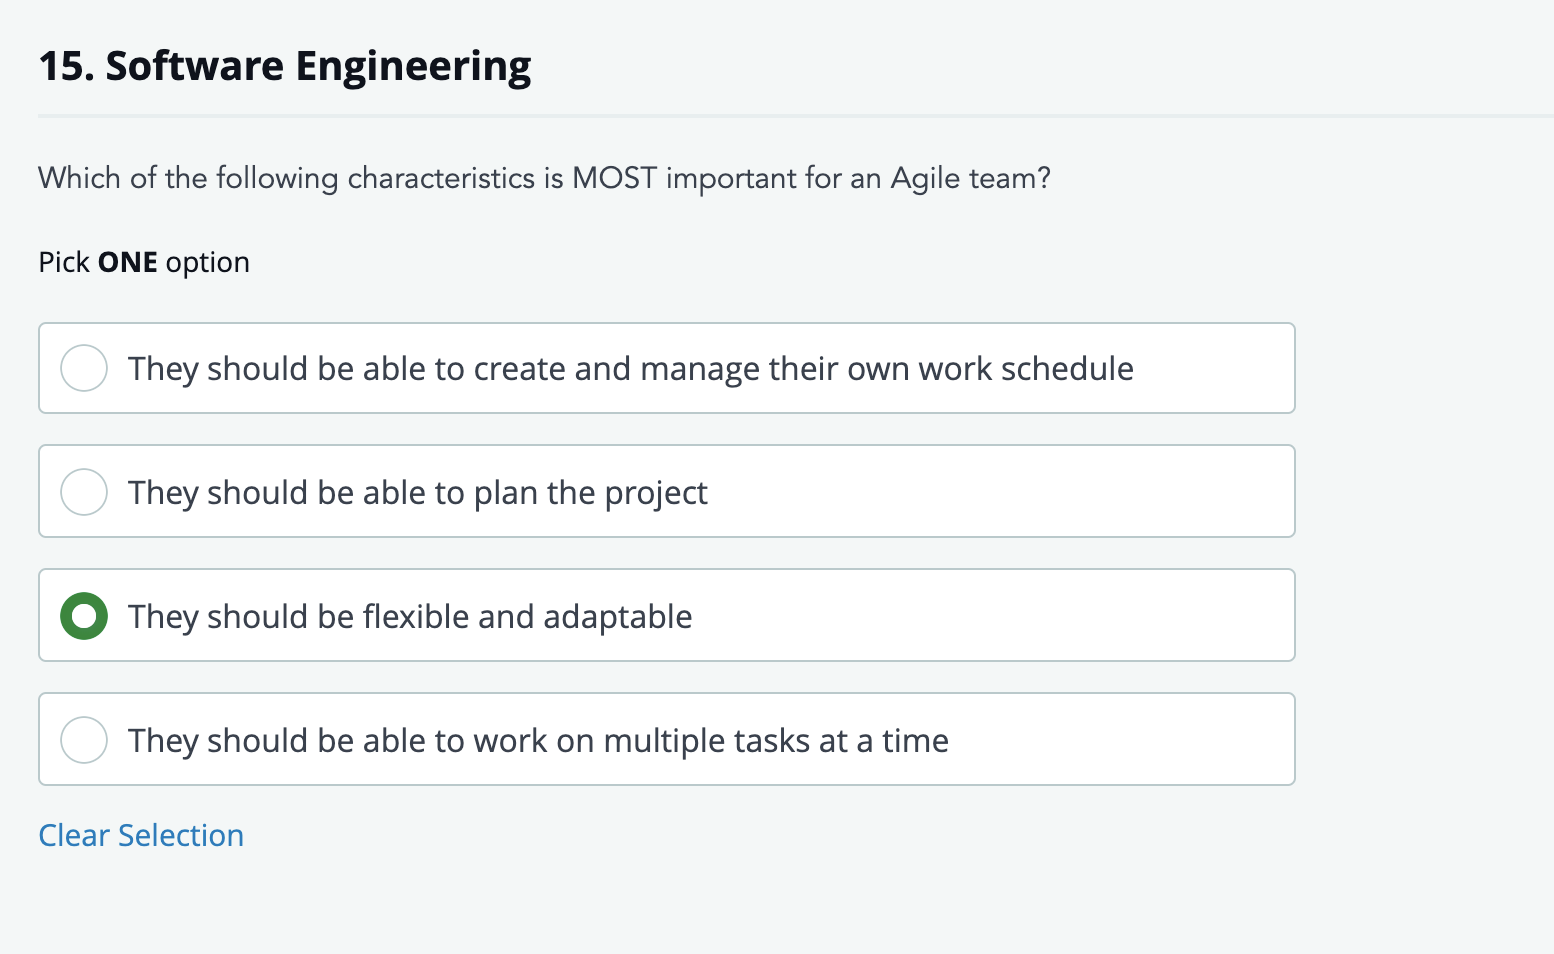 15. Software Engineering
Which of the following characteristics is MOST important for an Agile team?
Pick ONE option
They should be able to create and manage their own work schedule
They should be able to plan the project
They should be flexible and adaptable
They should be able to work on multiple tasks at a time
Clear Selection